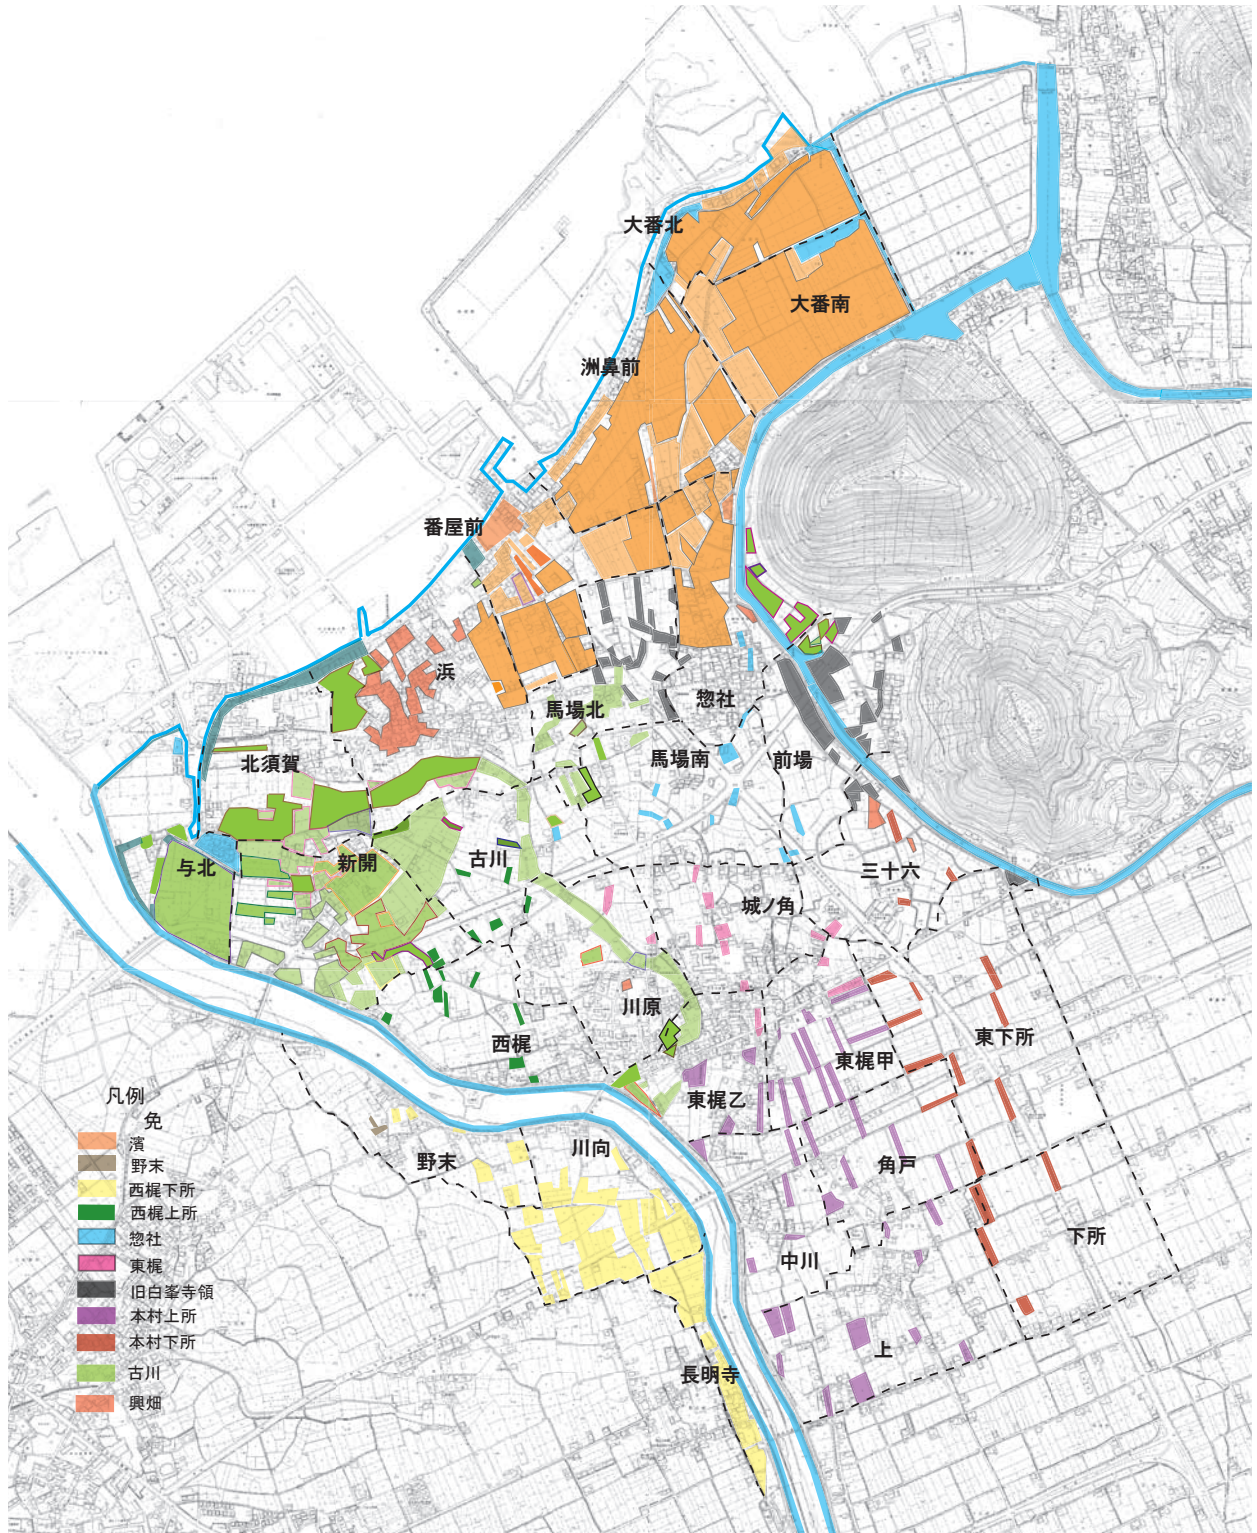 大番北
大番南
洲鼻前
番屋前
浜
馬場北
惣社
馬場南
前場
北須賀
与北
新開
古川
三十六
城ノ角
川原
西梶
東梶甲
東下所
東梶乙
野末
川向
角戸
中川
下所
上
長明寺
凡例
免
濱
野末
西梶下所
西梶上所
惣社
東梶
旧白峯寺領
本村上所
本村下所
古川
興畑